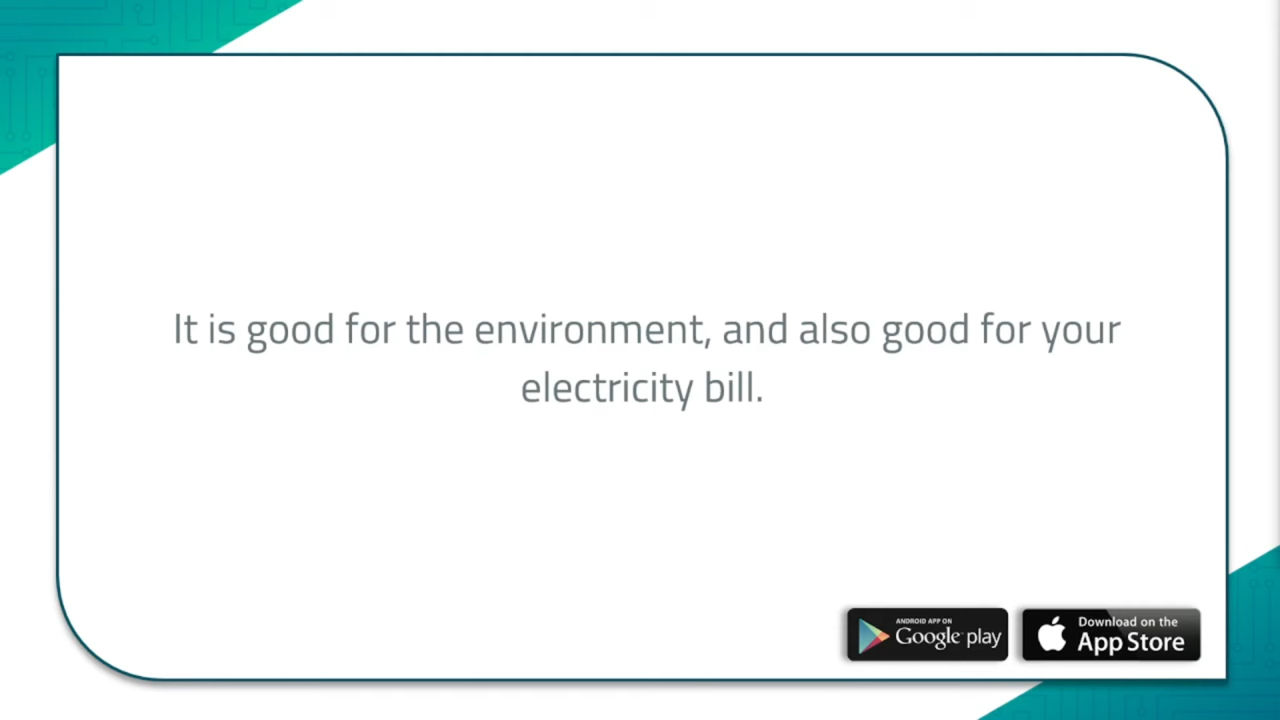 It is good for the environment, and also good for your
electricity bill.
ANDROID APP ON
Google play
Download on the
App Store